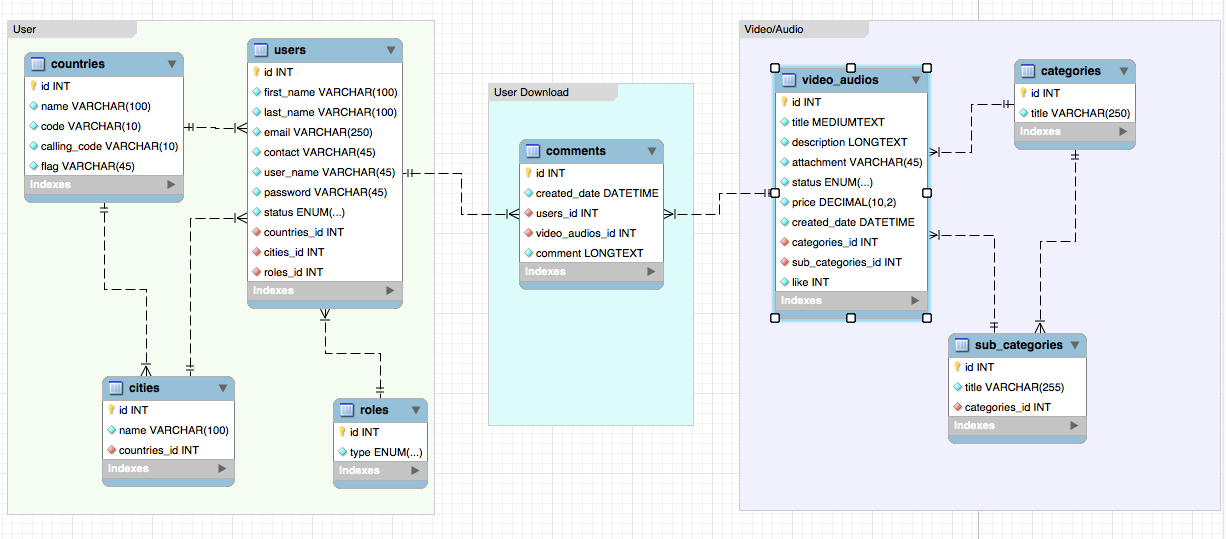 User
countries
id INT
name VARCHAR(100)
code VARCHAR(10)
calling_code VARCHAR(10)
flag VARCHAR(45)
Indexes
users
id INT
first_name VARCHAR(100)
last_name VARCHAR(100)
email VARCHAR(250)
contact VARCHAR(45)
user_name VARCHAR(45)
password VARCHAR(45)
status ENUM(...)
countries_id INT
cities_id INT
roles_id INT
Indexes
cities
id INT
name VARCHAR(100)
countries_id INT
Indexes
roles
id INT
type ENUM(...)
Indexes
User Download
comments
id INT
created_date DATETIME
users_id INT
video_audios_id INT
comment LONGTEXT
Indexes
Video/Audio
video_audios
id INT
title MEDIUMTEXT
description LONGTEXT
attachment VARCHAR(45)
status ENUM(...)
price DECIMAL(10,2)
created_date DATETIME
categories_id INT
sub_categories_id INT
like INT
Indexes
categories
id INT
title VARCHAR(250)
Indexes
sub_categories
id INT
title VARCHAR(255)
categories_id INT
Indexes